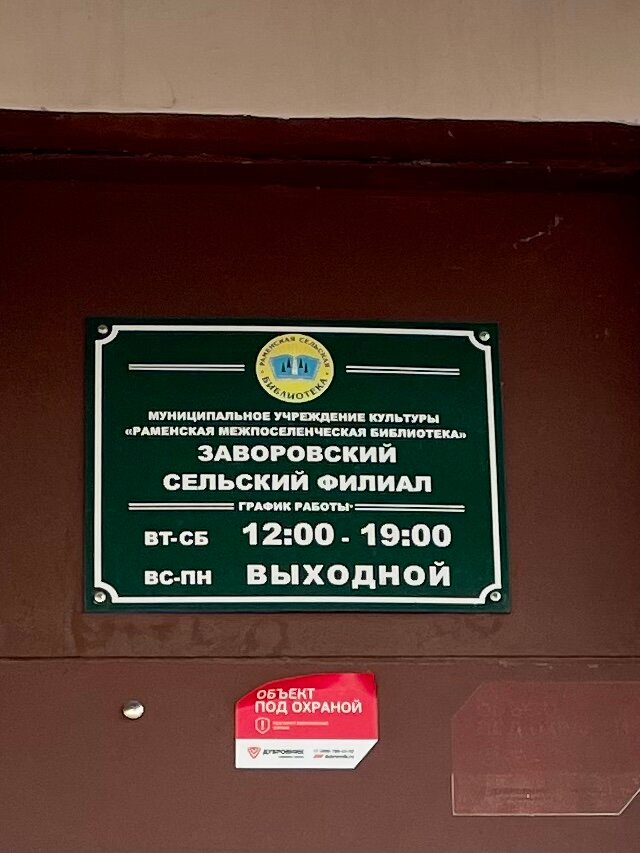 РАМЕНСКАЯ СЕЛЬСКАЯ
БИБЛИОТЕКА
МУНИЦИПАЛЬНОЕ УЧРЕЖДЕНИЕ КУЛЬТУРЫ
«РАМЕНСКАЯ МЕЖПОСЕЛЕНЧЕСКАЯ БИБЛИОТЕКА»
ЗАВОРОВСКИЙ
СЕЛЬСКИЙ ФИЛИАЛ
ГРАФИК РАБОТЫ
ВТ-СБ 12:00 - 19:00
ВС-ПН ВЫХОДНОЙ
ОБЪЕКТ
ПОД ОХРАНОЙ
ДУБРОВНИК